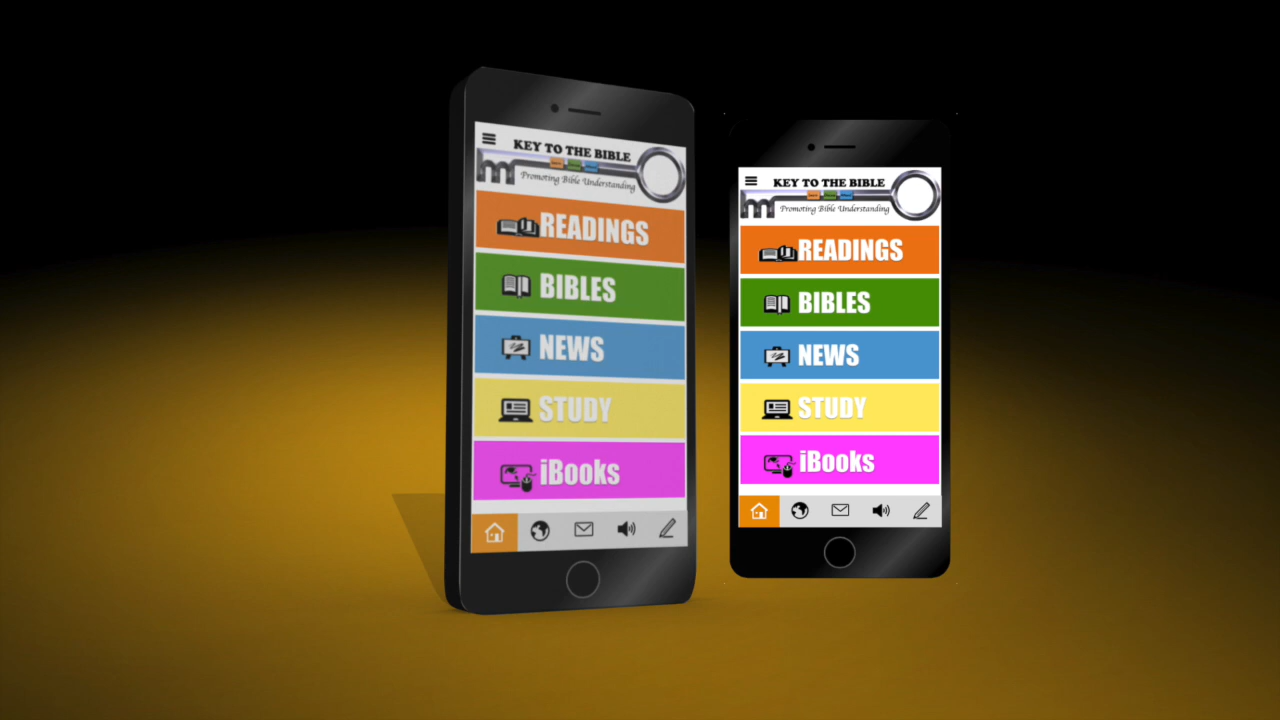 KEY TO THE BIBLE
Promoting Bible Understanding
READINGS
BIBLES
NEWS
STUDY
iBooks
KEY TO THE BIBLE
Promoting Bible Understanding
READINGS
BIBLES
NEWS
STUDY
iBooks